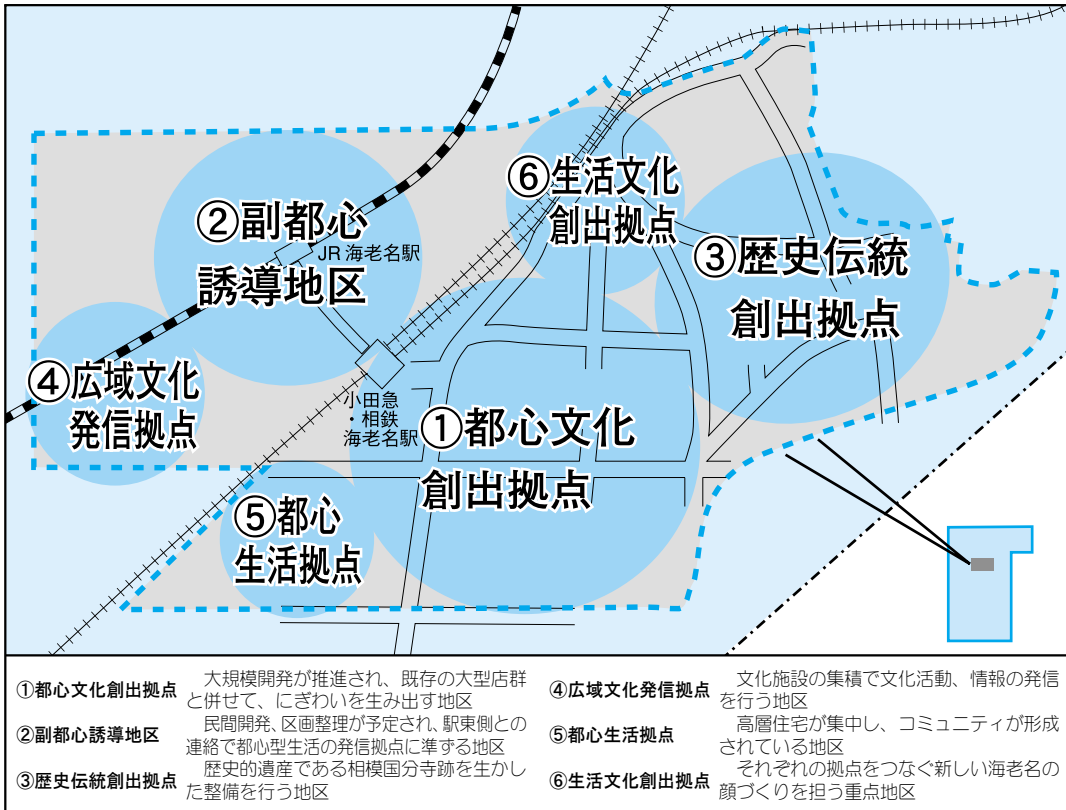 ⑥生活文化
創出拠点
②副都心
JR 海老名駅
誘導地区
③歴史伝統
創出拠点
④広域文化
発信拠点
小田急
・相鉄
海老名駅
①都心文化
創出拠点
⑤都心
生活拠点
①都心文化創出拠点 大規模開発が推進され、既存の大型店群
と併せて、にぎわいを生み出す地区
②副都心誘導地区 民間開発、区画整理が予定され、駅東側との
連絡で都心型生活の発信拠点に準ずる地区
③歴史伝統創出拠点 歴史的遺産である相模国分寺跡を生かし
た整備を行う地区
④広域文化発信拠点 文化施設の集積で文化活動、情報の発信
を行う地区
⑤都心生活拠点 高層住宅が集中し、コミュニティが形成
されている地区
⑥生活文化創出拠点 それぞれの拠点をつなぐ新しい海老名の
顔づくりを担う重点地区